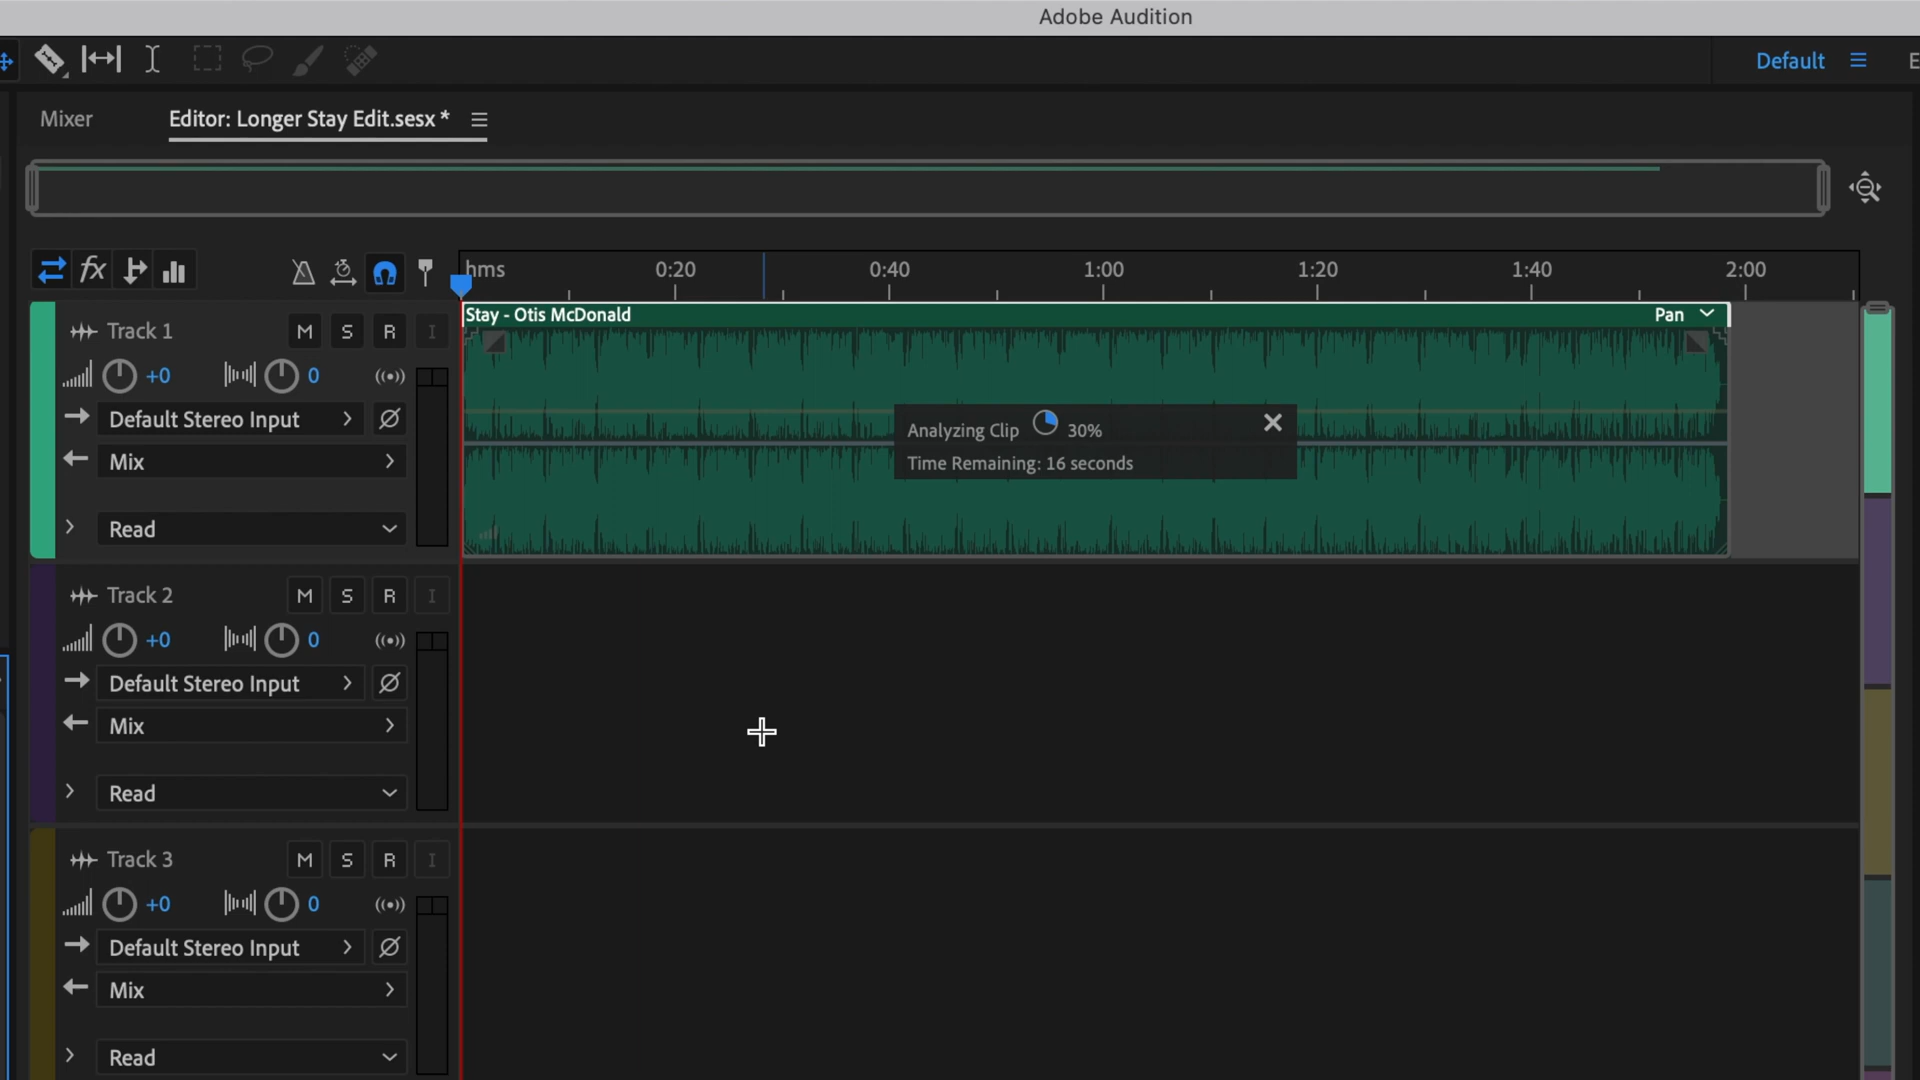 Adobe Audition
Default
E
Mixer
Editor: Longer Stay Edit.sesx *
fx
hms 0:20 0:40 1:00 1:20 1:40 2:00
Stay - Otis McDonald
Pan
Track 1 M S R I
+0 0
Default Stereo Input
Mix
Read
Analyzing Clip 30%
Time Remaining: 16 seconds
Track 2 M S R I
+0 0
Default Stereo Input
Mix
Read
Track 3 M S R I
+0 0
Default Stereo Input
Mix
Read